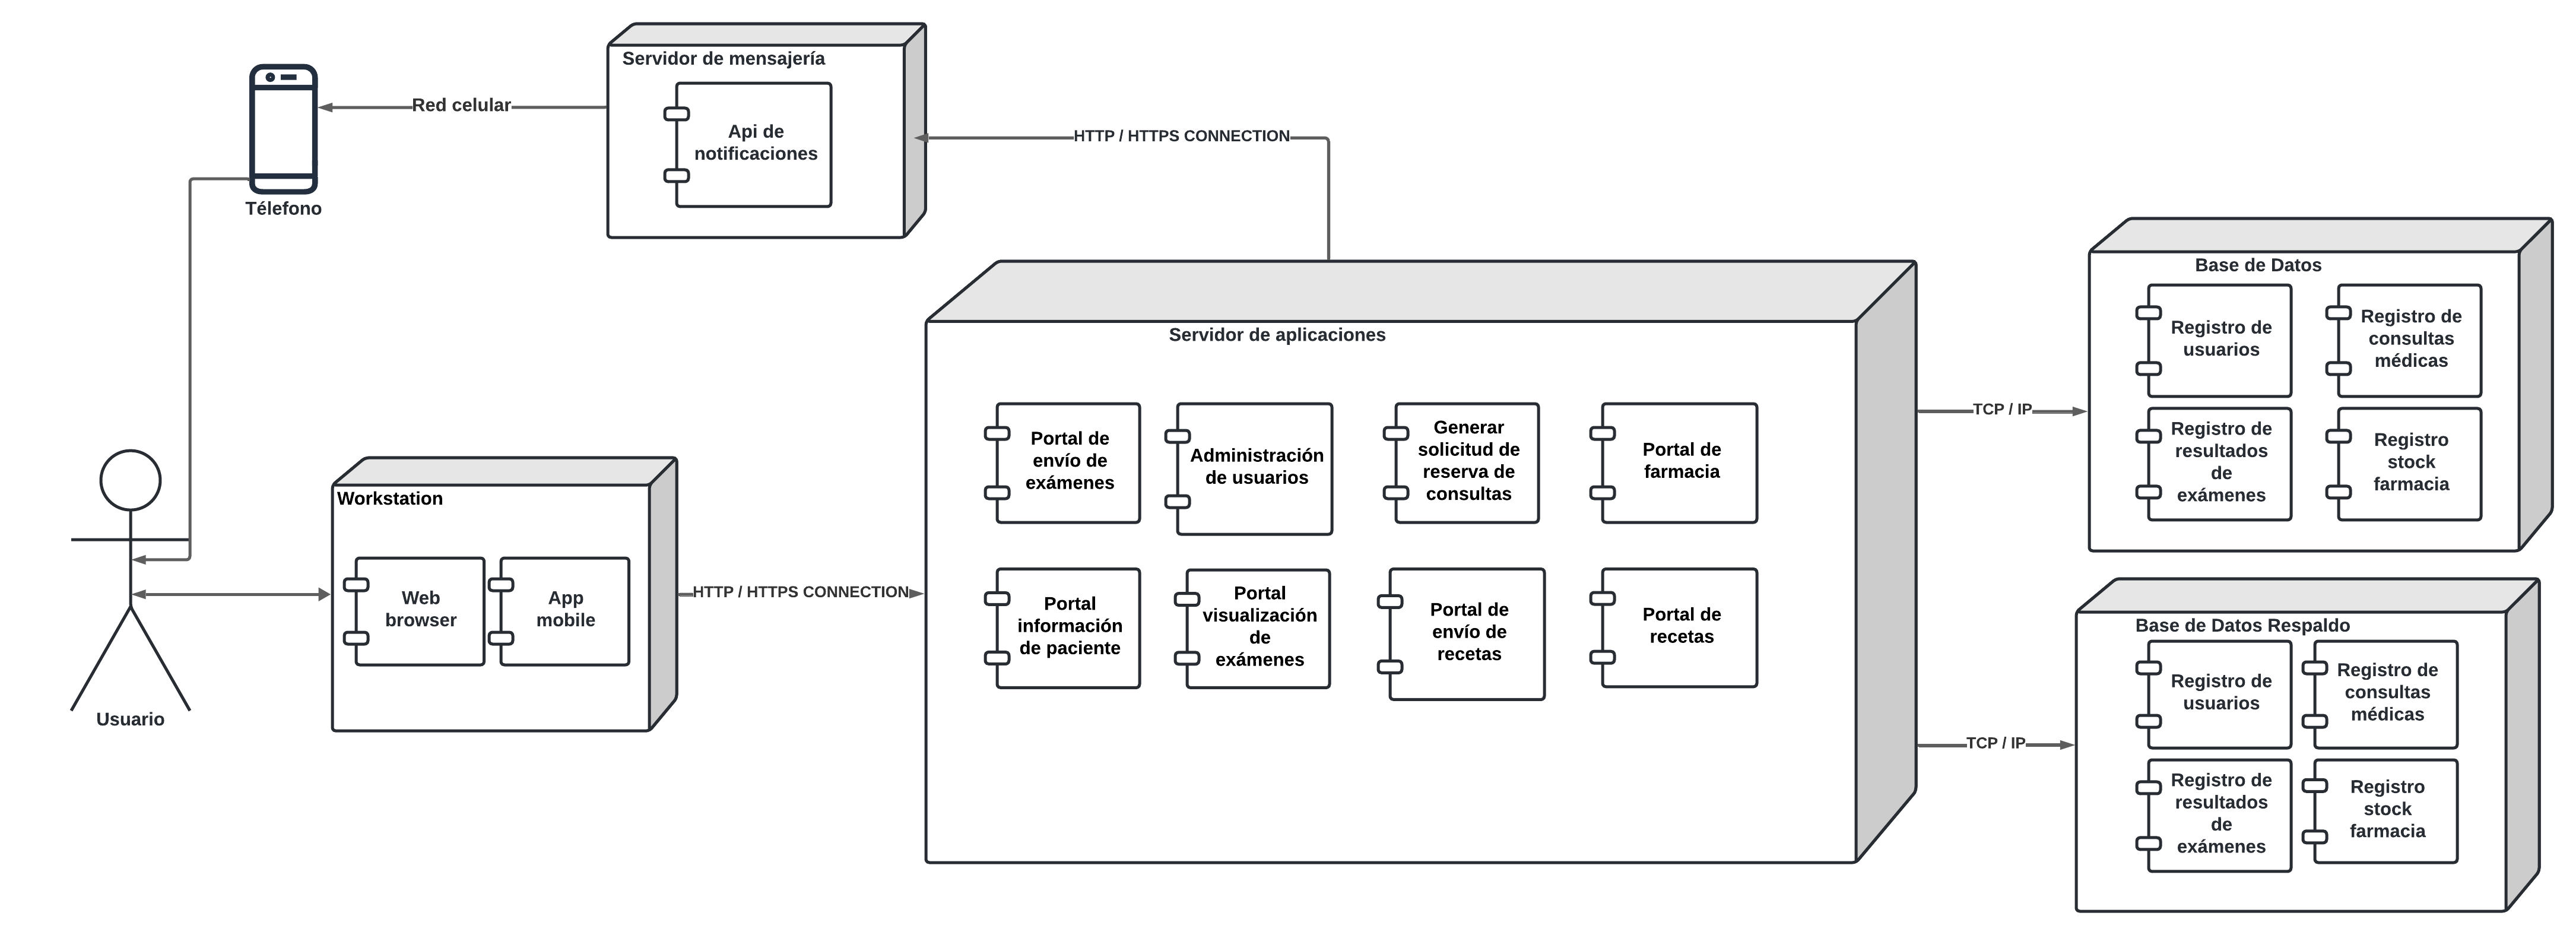 Servidor de mensajería
Api de
notificaciones
Red celular
Télefono
HTTP / HTTPS CONNECTION
Usuario
Workstation
Web
browser
App
mobile
HTTP / HTTPS CONNECTION
Servidor de aplicaciones
Portal de
envío de
exámenes
Administración
de usuarios
Generar
solicitud de
reserva de
consultas
Portal de
farmacia
Portal
información
de paciente
Portal
visualización
de
exámenes
Portal de
envío de
recetas
Portal de
recetas
TCP / IP
TCP / IP
Base de Datos
Registro de
usuarios
Registro de
consultas
médicas
Registro de
resultados
de
exámenes
Registro
stock
farmacia
Base de Datos Respaldo
Registro de
usuarios
Registro de
consultas
médicas
Registro de
resultados
de
exámenes
Registro
stock
farmacia